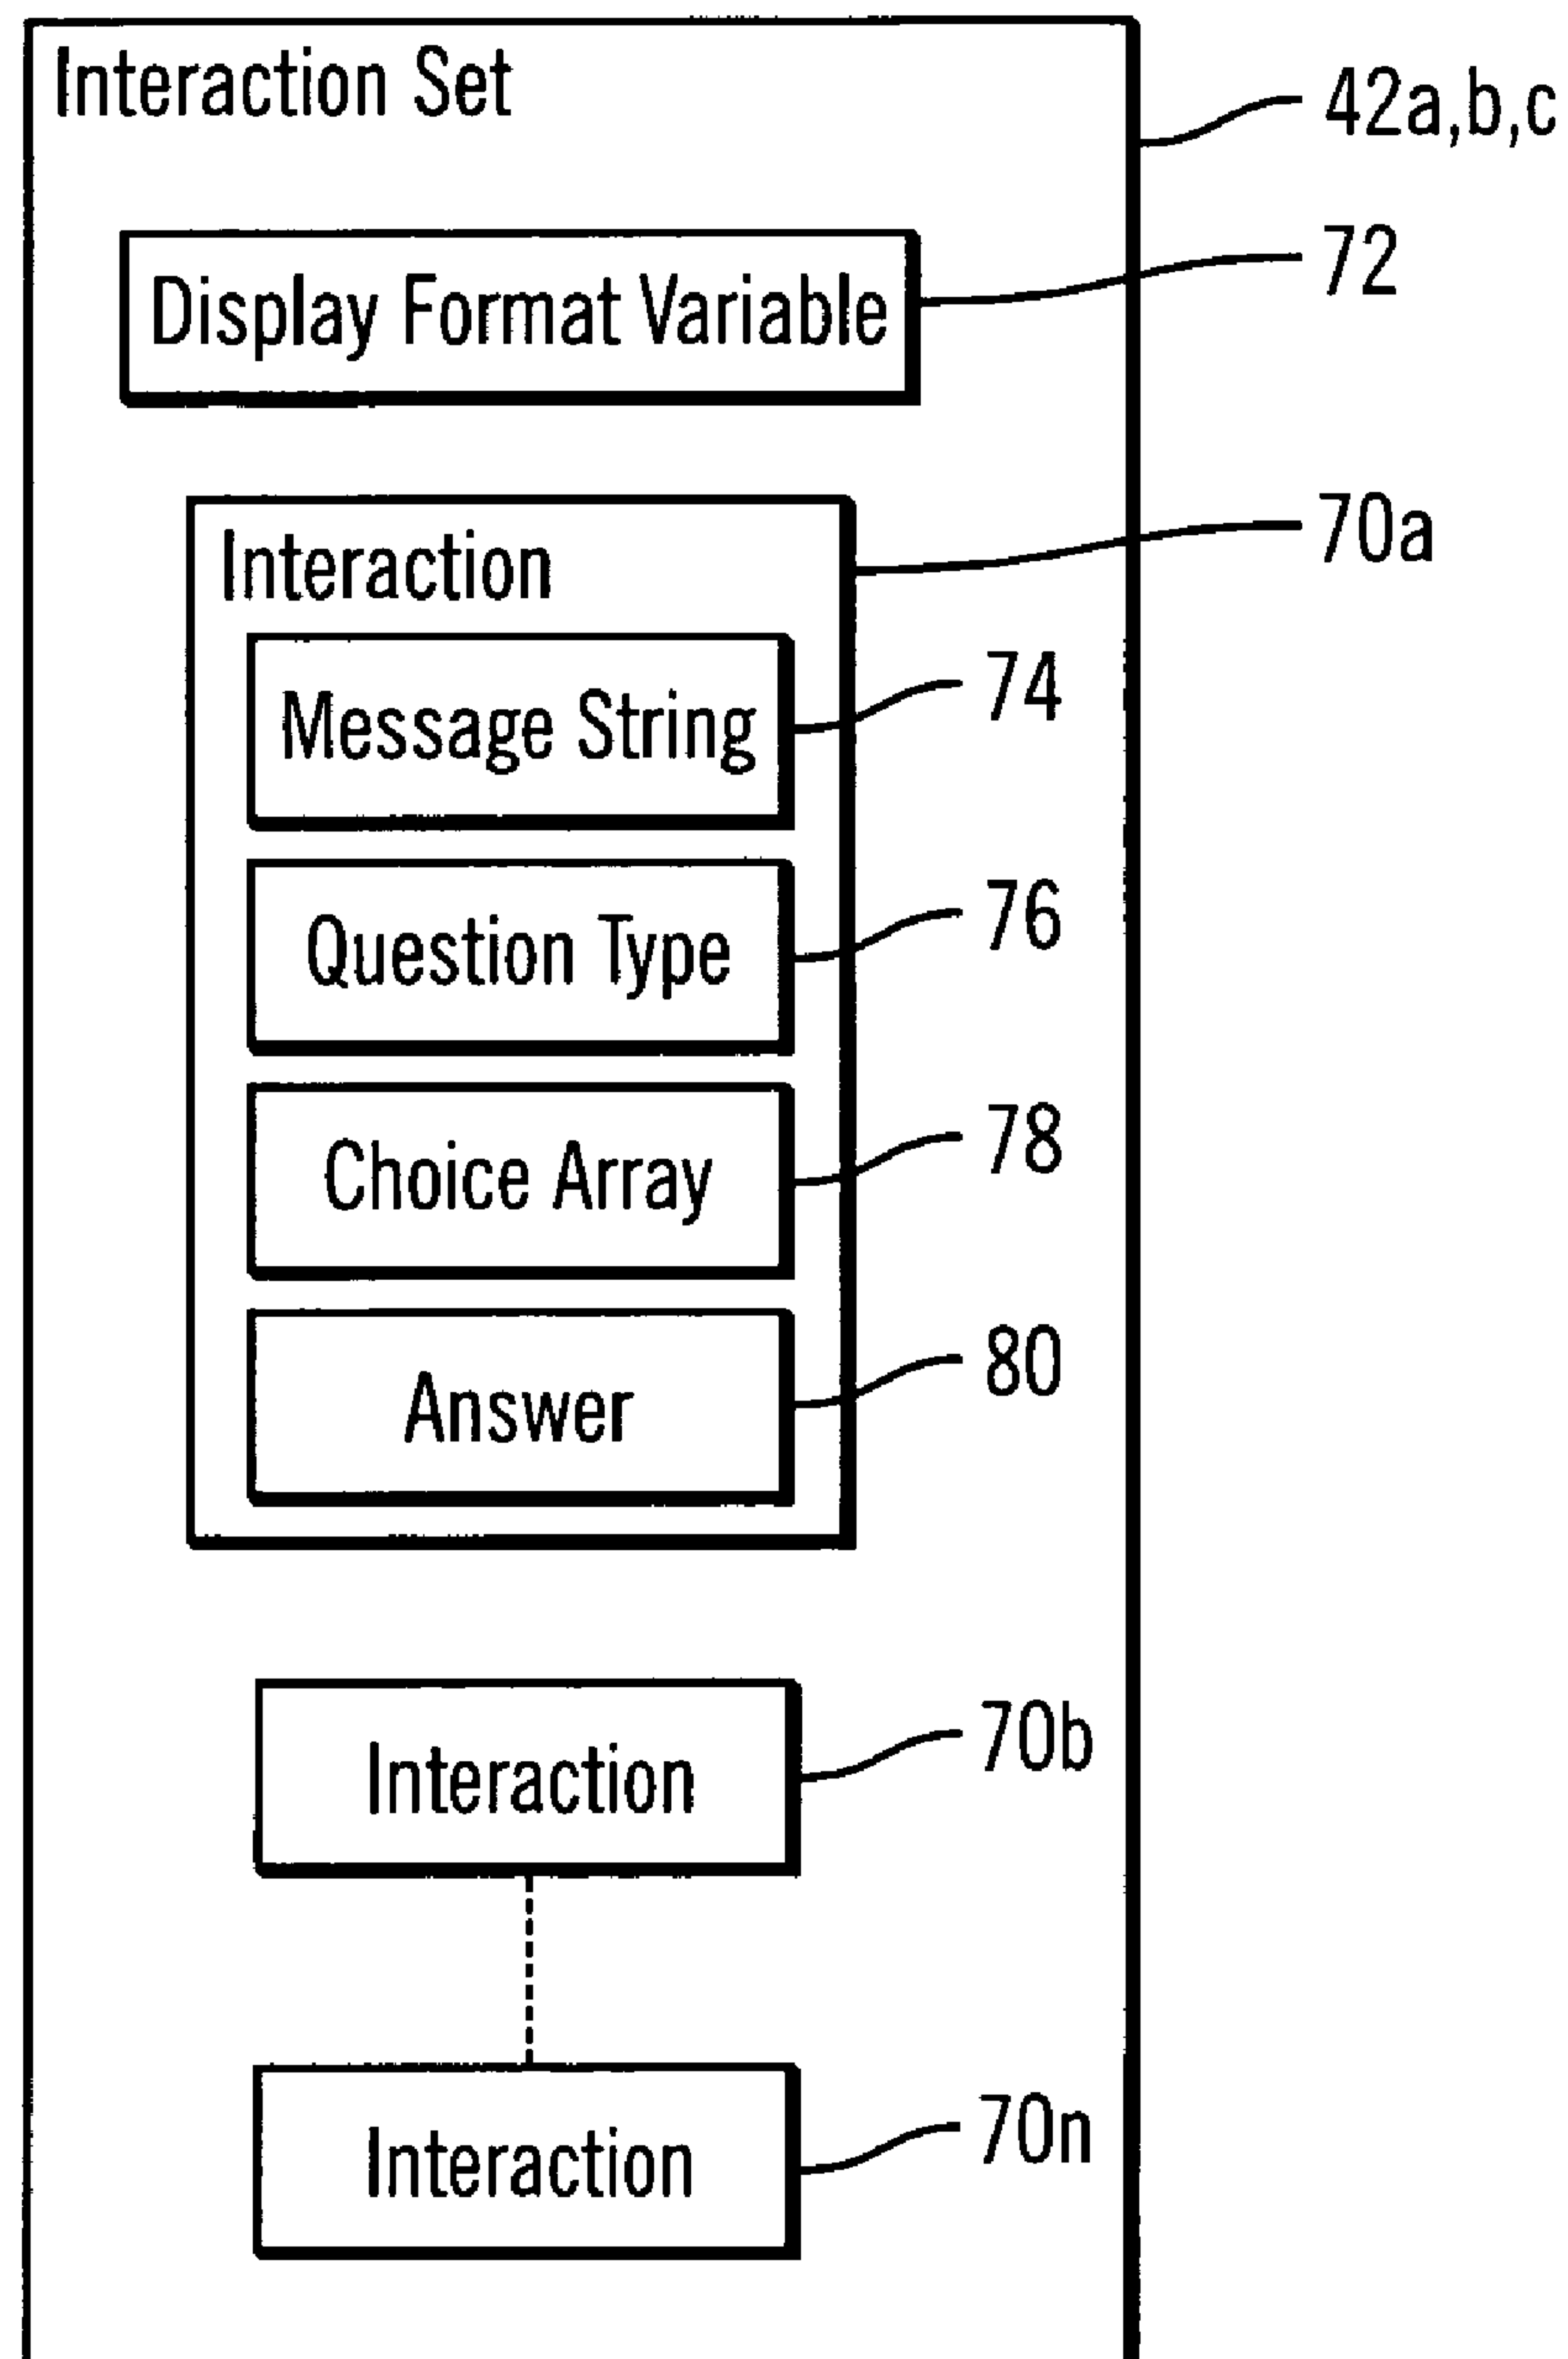 Interaction Set
42a,b,c
Display Format Variable
72
Interaction
70a
Message String
74
Question Type
76
Choice Array
78
Answer
80
Interaction
70b
Interaction
70n